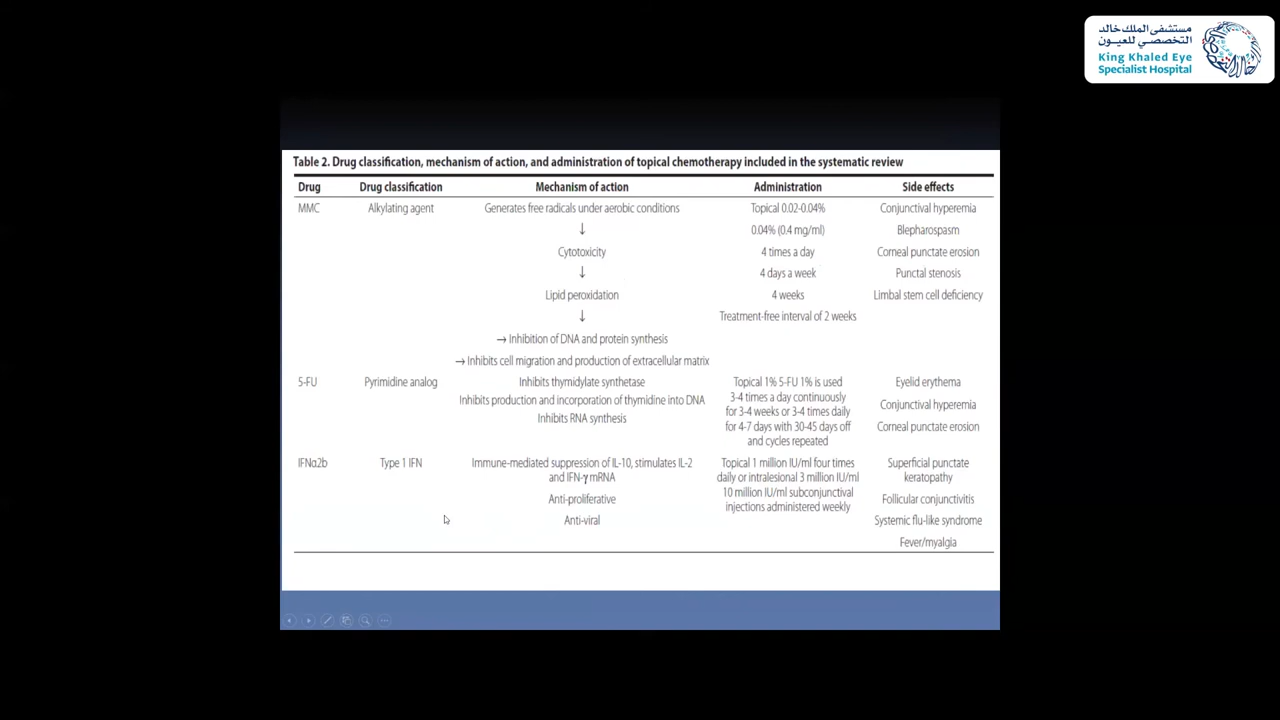 مستشفى الملك خالد
التخصصي للعيون
King Khaled Eye
Specialist Hospital
Table 2. Drug classification, mechanism of action, and administration of topical chemotherapy included in the systematic review
Drug Drug classification Mechanism of action Administration Side effects
MMC Alkylating agent Generates free radicals under aerobic conditions Topical 0.02-0.04% Conjunctival hyperemia
↓ 0.04% (0.4 mg/ml) Blepharospasm
Cytotoxicity 4 times a day Corneal punctate erosion
↓ 4 days a week Punctal stenosis
Lipid peroxidation 4 weeks Limbal stem cell deficiency
↓ Treatment-free interval of 2 weeks
→ Inhibition of DNA and protein synthesis
→ Inhibits cell migration and production of extracellular matrix
5-FU Pyrimidine analog Inhibits thymidylate synthetase Topical 1% 5-FU 1% is used Eyelid erythema
Inhibits production and incorporation of thymidine into DNA 3-4 times a day continuously Conjunctival hyperemia
Inhibits RNA synthesis for 3-4 weeks or 3-4 times daily
for 4-7 days with 30-45 days off Corneal punctate erosion
and cycles repeated
IFNα2b Type 1 IFN Immune-mediated suppression of IL-10, stimulates IL-2 Topical 1 million IU/ml four times Superficial punctate
and IFN-γ mRNA daily or intralesional 3 million IU/ml keratopathy
Anti-proliferative 10 million IU/ml subconjunctival Follicular conjunctivitis
injections administered weekly
Anti-viral Systemic flu-like syndrome
Fever/myalgia